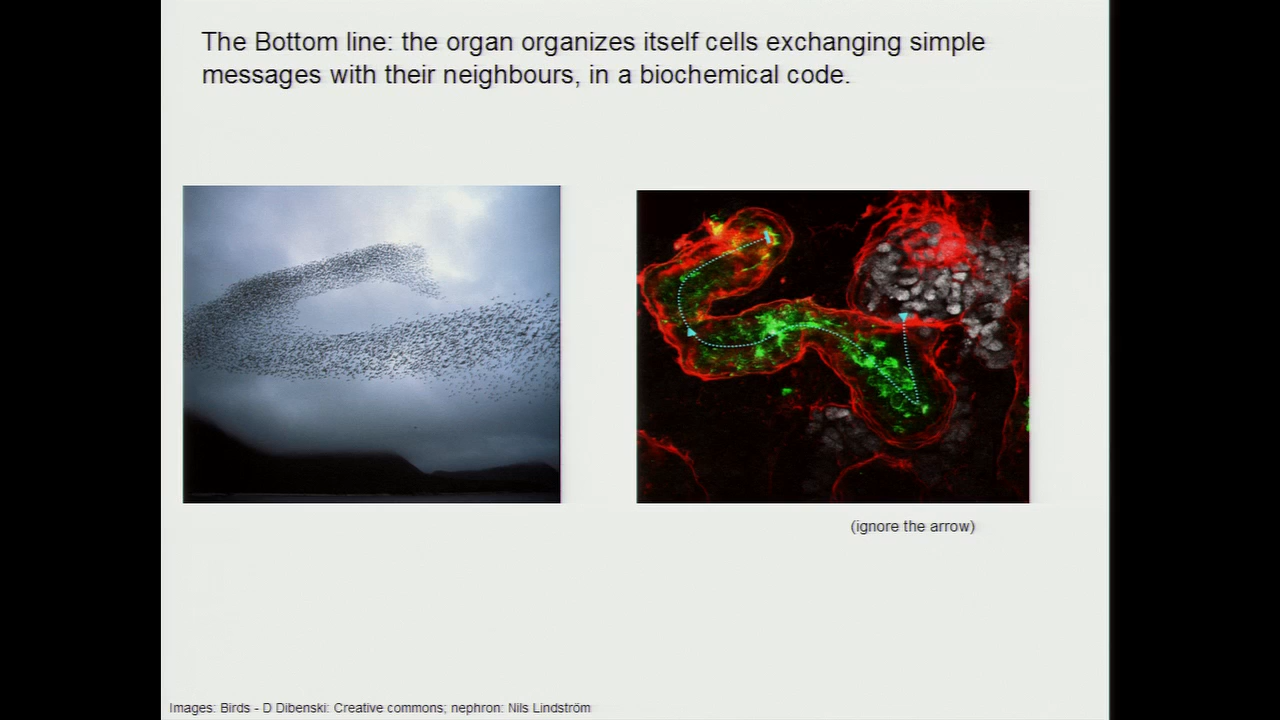 The Bottom line: the organ organizes itself cells exchanging simple
messages with their neighbours, in a biochemical code.
(ignore the arrow)
Images: Birds - D Dibenski: Creative commons; nephron: Nils Lindström